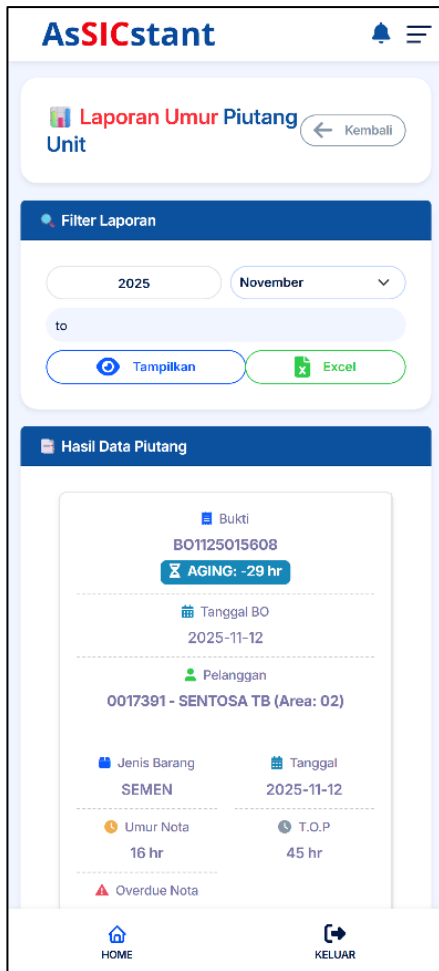 AsSICstant
Laporan Umur Piutang
Unit
Kembali
Filter Laporan
2025
November
to
Tampilkan
Excel
Hasil Data Piutang
Bukti
BO1125015608
AGING: -29 hr
Tanggal BO
2025-11-12
Pelanggan
0017391 - SENTOSA TB (Area: 02)
Jenis Barang
Tanggal
SEMEN
2025-11-12
Umur Nota
T.O.P
16 hr
45 hr
Overdue Nota
HOME
KELUAR